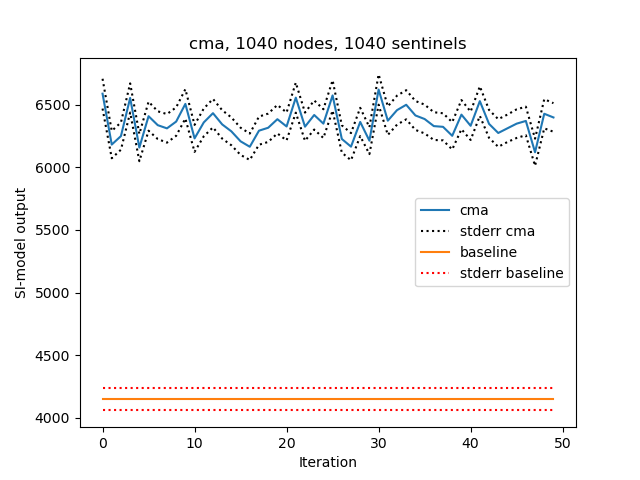 cma, 1040 nodes, 1040 sentinels
SI-model output
6500
6000
5500
5000
4500
4000
cma
stderr cma
baseline
stderr baseline
0 10 20 30 40 50
Iteration